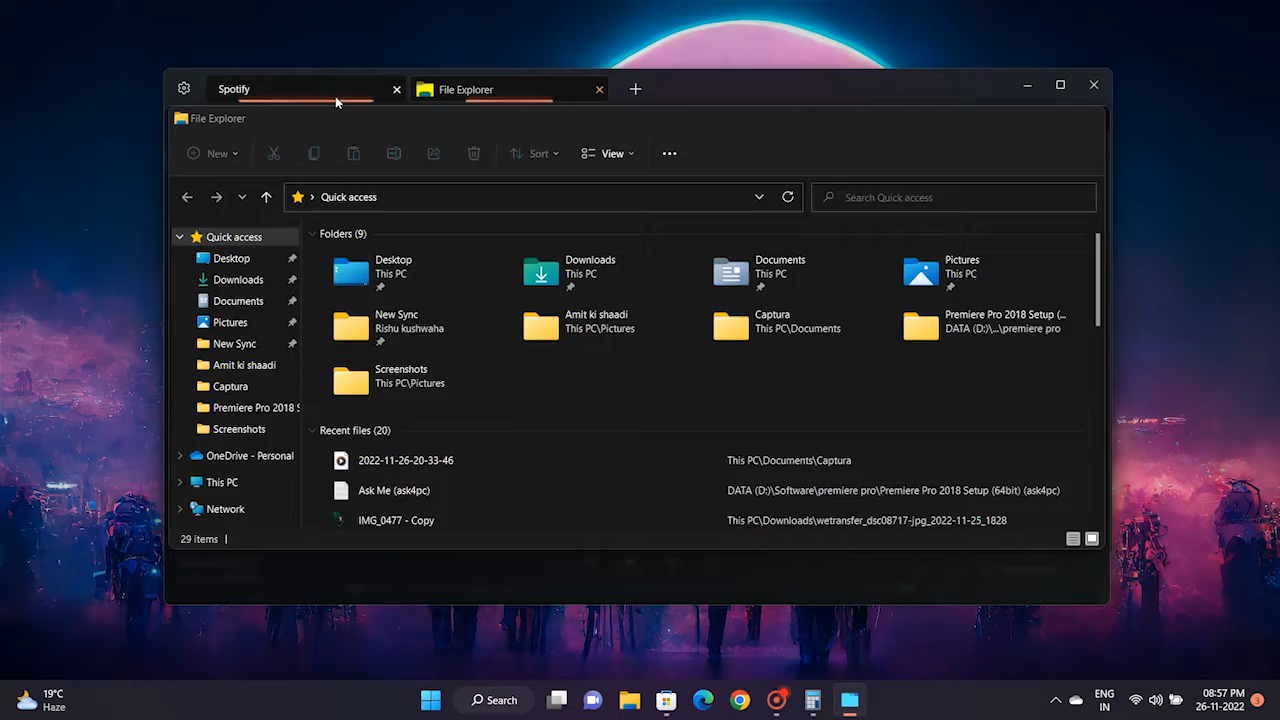 Spotify
File Explorer
File Explorer
New
Sort
View
Quick access
Search Quick access
Quick access
Desktop
Downloads
Documents
Pictures
New Sync
Amit ki shaadi
Captura
Premiere Pro 2018 S
Screenshots
OneDrive - Personal
This PC
Network
Folders (9)
Desktop
This PC
Downloads
This PC
Documents
This PC
Pictures
This PC
New Sync
Rishu kushwaha
Amit ki shaadi
This PC\Pictures
Captura
This PC\Documents
Premiere Pro 2018 Setup (...
DATA (D:)\...\premiere pro
Screenshots
This PC\Pictures
Recent files (20)
2022-11-26-20-33-46 This PC\Documents\Captura
Ask Me (ask4pc) DATA (D:)\Software\premiere pro\Premiere Pro 2018 Setup (64bit) (ask4pc)
IMG_0477 - Copy This PC\Downloads\wetransfer_dsc08717-jpg_2022-11-25_1828
29 items
19°C
Haze
Search
ENG
IN
08:57 PM
26-11-2022
3